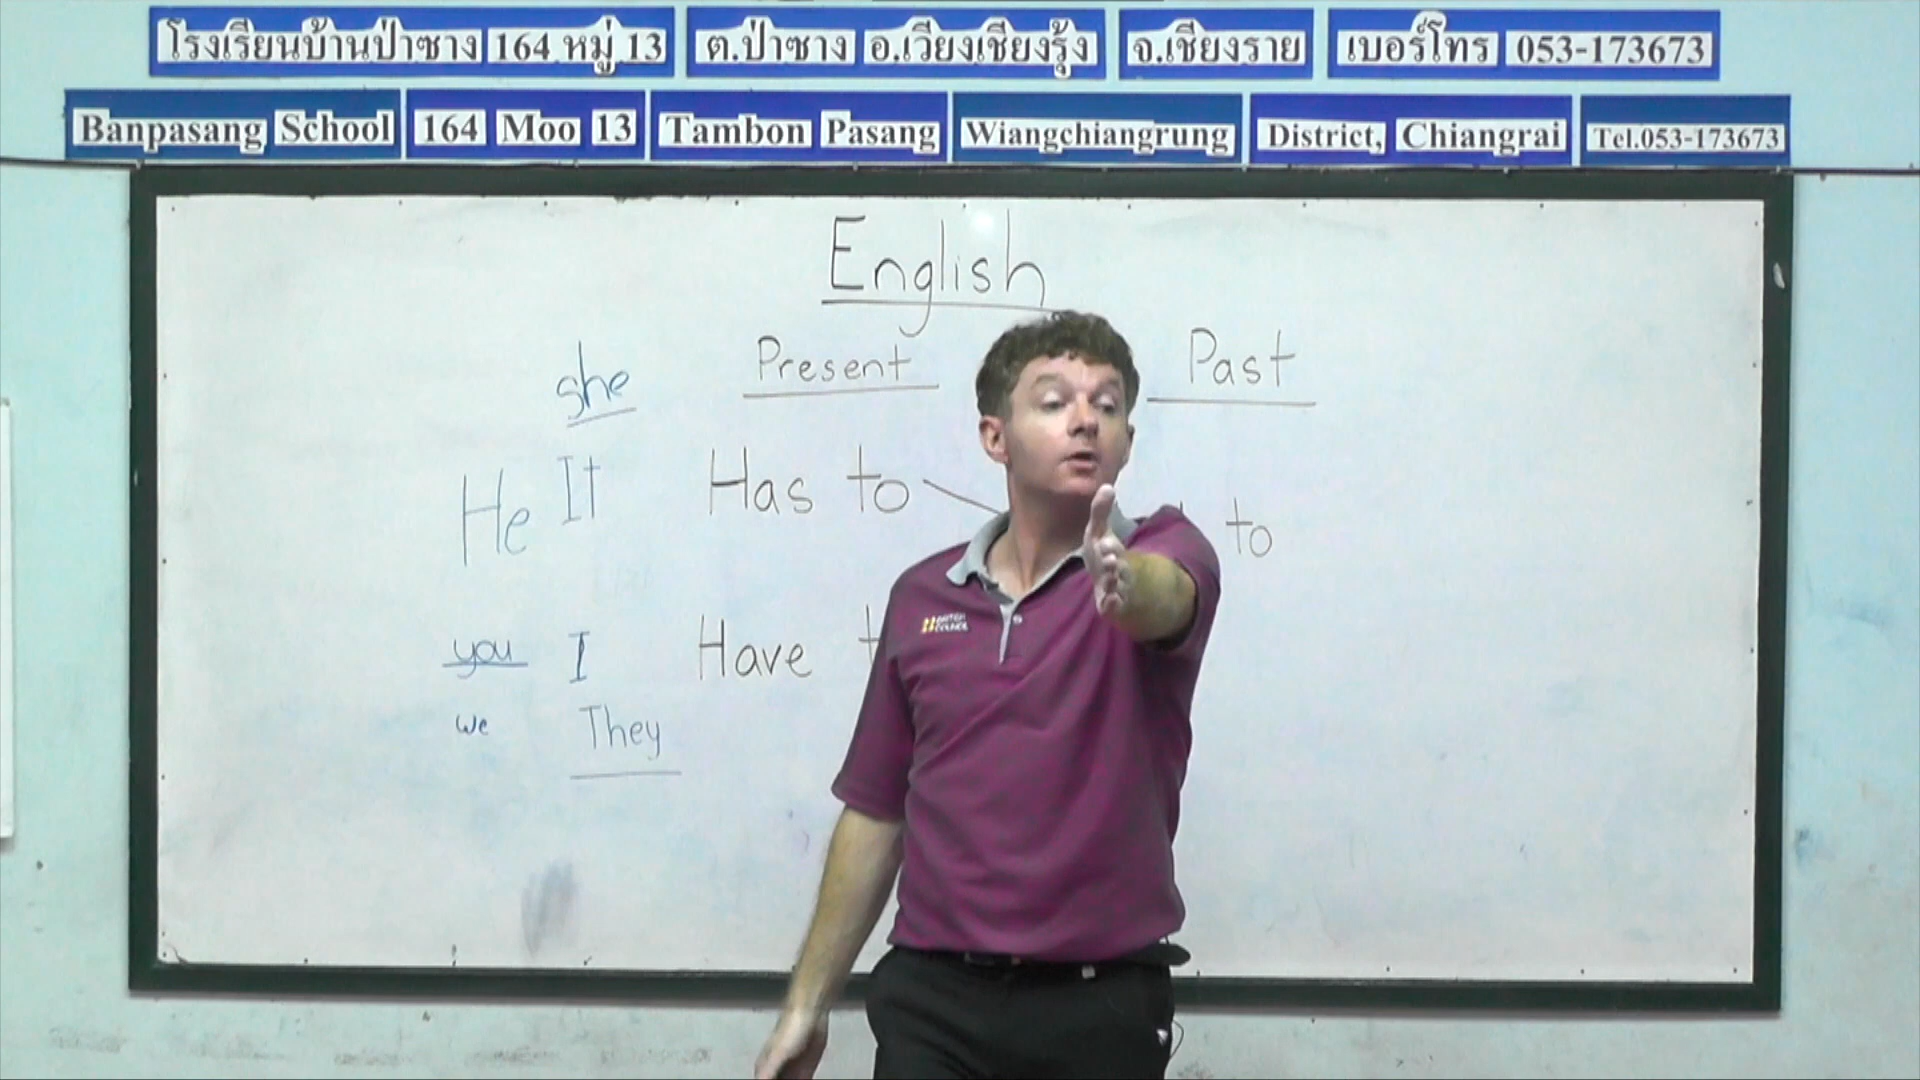 โรงเรียนบ้านป่าซาง 164 หมู่ 13 ต.ป่าซาง อ.เวียงเชียงรุ้ง จ.เชียงราย เบอร์โทร 053-173673
Banpasang School 164 Moo 13 Tambon Pasang Wiangchiangrung District, Chiangrai Tel.053-173673
English
she Present Past
He It Has to to
you I Have
we They
BRITISH
COUNCIL